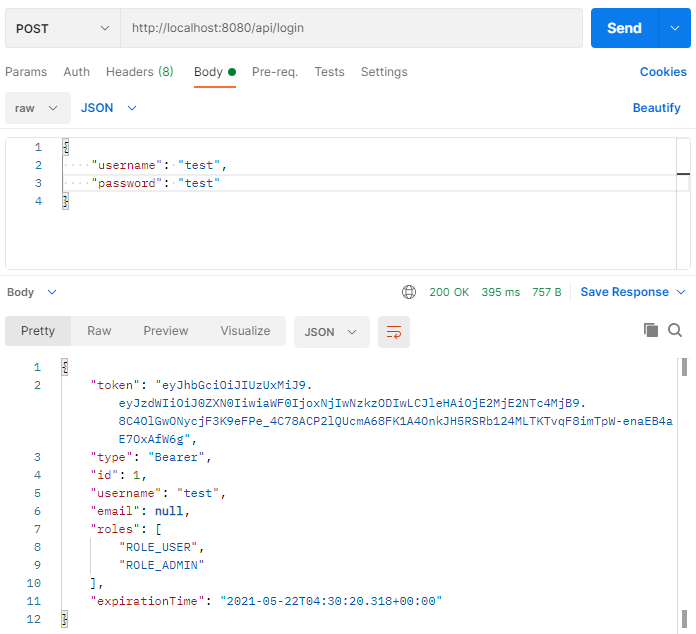 POST http://localhost:8080/api/login Send
Params Auth Headers (8) Body Pre-req. Tests Settings Cookies
raw JSON Beautify
1 {
2 "username": "test",
3 "password": "test"
4 }
Body 200 OK 395 ms 757 B Save Response
Pretty Raw Preview Visualize JSON
1 {
2 "token": "eyJhbGciOiJIUzUxMiJ9.
eyJzdWIiOiJ0ZXN0IiwiaWF0IjoxNjIwNzkzODIwLCJleHAiOjE2MjE2NTc4MjB9.
8C4OlGwONycjF3K9eFPe_4C78ACP2lQUcmA68FK1A4OnkJH5RSRb124MLTKTvqF8imTpW-enaEB4a
E7OxAfW6g",
3 "type": "Bearer",
4 "id": 1,
5 "username": "test",
6 "email": null,
7 "roles": [
8 "ROLE_USER",
9 "ROLE_ADMIN"
10 ],
11 "expirationTime": "2021-05-22T04:30:20.318+00:00"
12 }